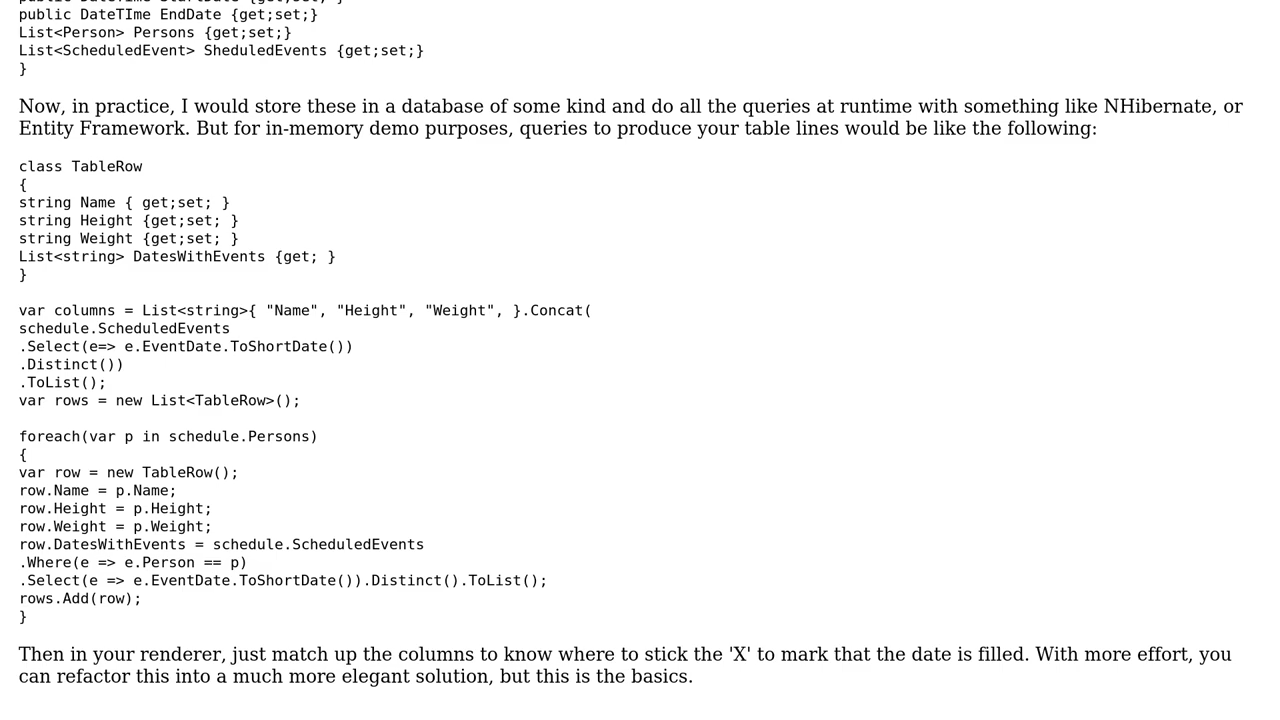 public DateTime StartDate {get;set; }
public DateTIme EndDate {get;set;}
List<Person> Persons {get;set;}
List<ScheduledEvent> SheduledEvents {get;set;}
}
Now, in practice, I would store these in a database of some kind and do all the queries at runtime with something like NHibernate, or
Entity Framework. But for in-memory demo purposes, queries to produce your table lines would be like the following:
class TableRow
{
string Name { get;set; }
string Height {get;set; }
string Weight {get;set; }
List<string> DatesWithEvents {get; }
}
var columns = List<string>{ "Name", "Height", "Weight", }.Concat(
schedule.ScheduledEvents
.Select(e=> e.EventDate.ToShortDate())
.Distinct())
.ToList();
var rows = new List<TableRow>();
foreach(var p in schedule.Persons)
{
var row = new TableRow();
row.Name = p.Name;
row.Height = p.Height;
row.Weight = p.Weight;
row.DatesWithEvents = schedule.ScheduledEvents
.Where(e => e.Person == p)
.Select(e => e.EventDate.ToShortDate()).Distinct().ToList();
rows.Add(row);
}
Then in your renderer, just match up the columns to know where to stick the 'X' to mark that the date is filled. With more effort, you
can refactor this into a much more elegant solution, but this is the basics.